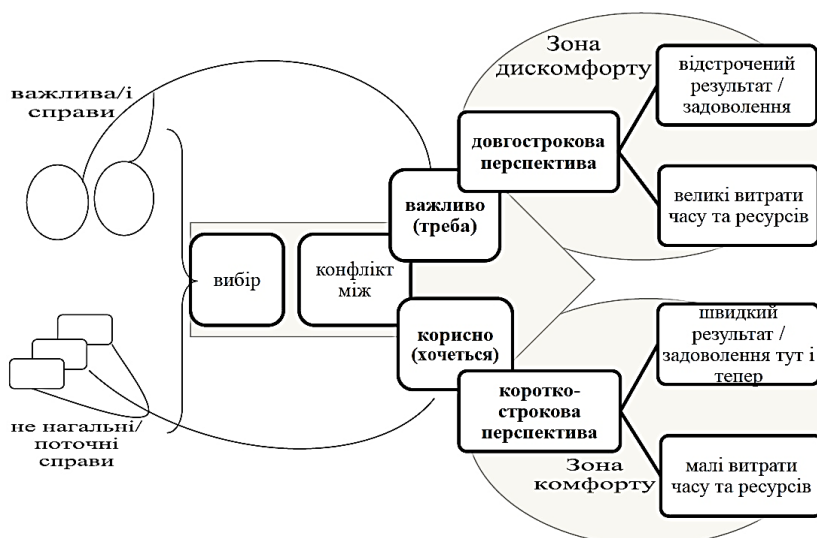 важлива/і
справи
не нагальні/
поточні
справи
вибір
конфлікт
між
важливо
(треба)
корисно
(хочеться)
Зона
дискомфорту
довгострокова
перспектива
відстрочений
результат /
задоволення
великі витрати
часу та ресурсів
коротко-
строкова
перспектива
Зона
комфорту
швидкий
результат /
задоволення тут і
тепер
малі витрати
часу та ресурсів